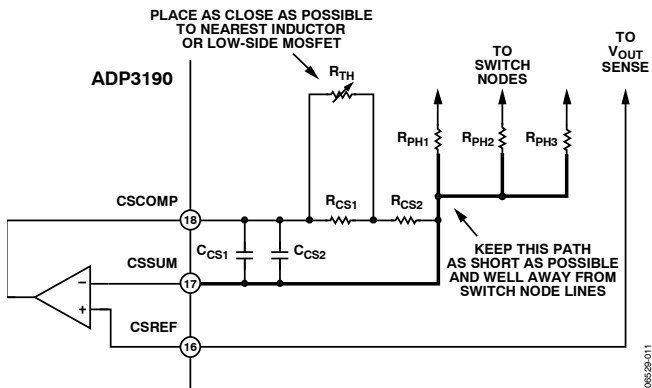 PLACE AS CLOSE AS POSSIBLE
TO NEAREST INDUCTOR
OR LOW-SIDE MOSFET
TO
SWITCH
NODES
TO
VOUT
SENSE
ADP3190
RTH
RPH1
RPH2
RPH3
CSCOMP
18
RCS1
RCS2
CCS1
CCS2
KEEP THIS PATH
AS SHORT AS POSSIBLE
AND WELL AWAY FROM
SWITCH NODE LINES
CSSUM
17
–
+
CSREF
16
06529-011